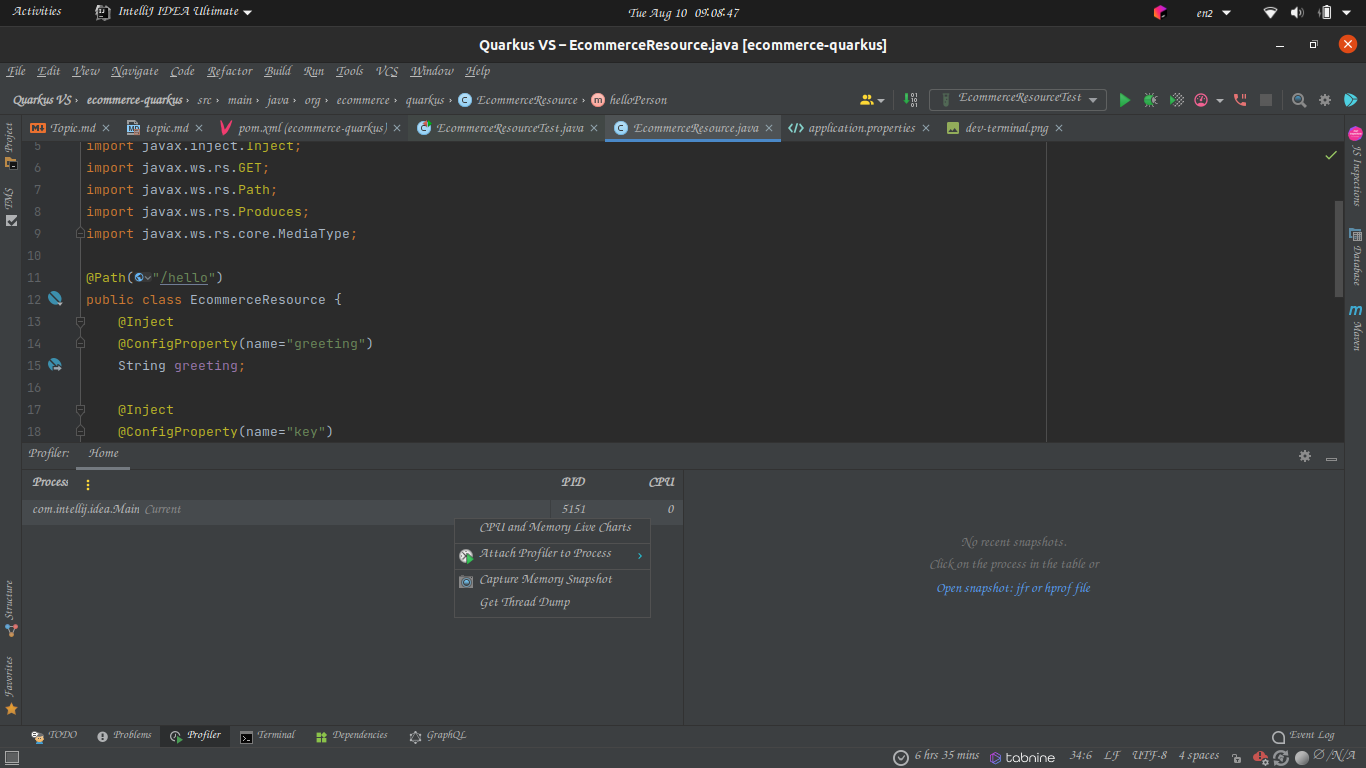 Activities IntelliJ IDEA Ultimate Tue Aug 10 09:08:47 en2
Quarkus VS – EcommerceResource.java [ecommerce-quarkus]
File Edit View Navigate Code Refactor Build Run Tools VCS Window Help
Quarkus VS › ecommerce-quarkus › src › main › java › org › ecommerce › quarkus › C EcommerceResource › m helloPerson EcommerceResourceTest
Topic.md topic.md pom.xml (ecommerce-quarkus) EcommerceResourceTest.java EcommerceResource.java application.properties dev-terminal.png
Project
TMS
Structure
Favorites
5 import javax.inject.Inject;
6 import javax.ws.rs.GET;
7 import javax.ws.rs.Path;
8 import javax.ws.rs.Produces;
9 import javax.ws.rs.core.MediaType;
10
11 @Path("/hello")
12 public class EcommerceResource {
13 @Inject
14 @ConfigProperty(name="greeting")
15 String greeting;
16
17 @Inject
18 @ConfigProperty(name="key")
JS Inspections
Database
Maven
Profiler: Home
Process PID CPU
com.intellij.idea.Main Current 5151 0
CPU and Memory Live Charts
Attach Profiler to Process
Capture Memory Snapshot
Get Thread Dump
No recent snapshots.
Click on the process in the table or
Open snapshot: jfr or hprof file
TODO Problems Profiler Terminal Dependencies GraphQL Event Log
6 hrs 35 mins tabnine 34:6 LF UTF-8 4 spaces Ø /N/A